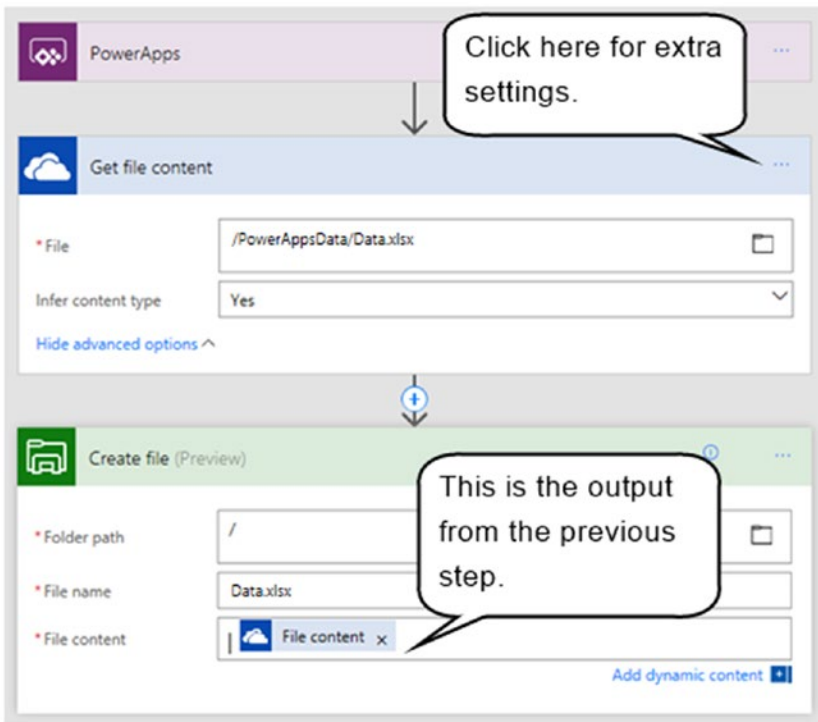 PowerApps
Click here for extra
settings.
Get file content
*File
/PowerAppsData/Data.xlsx
Infer content type
Yes
Hide advanced options
Create file (Preview)
This is the output
from the previous
step.
*Folder path
/
*File name
Data.xlsx
*File content
File content x
Add dynamic content